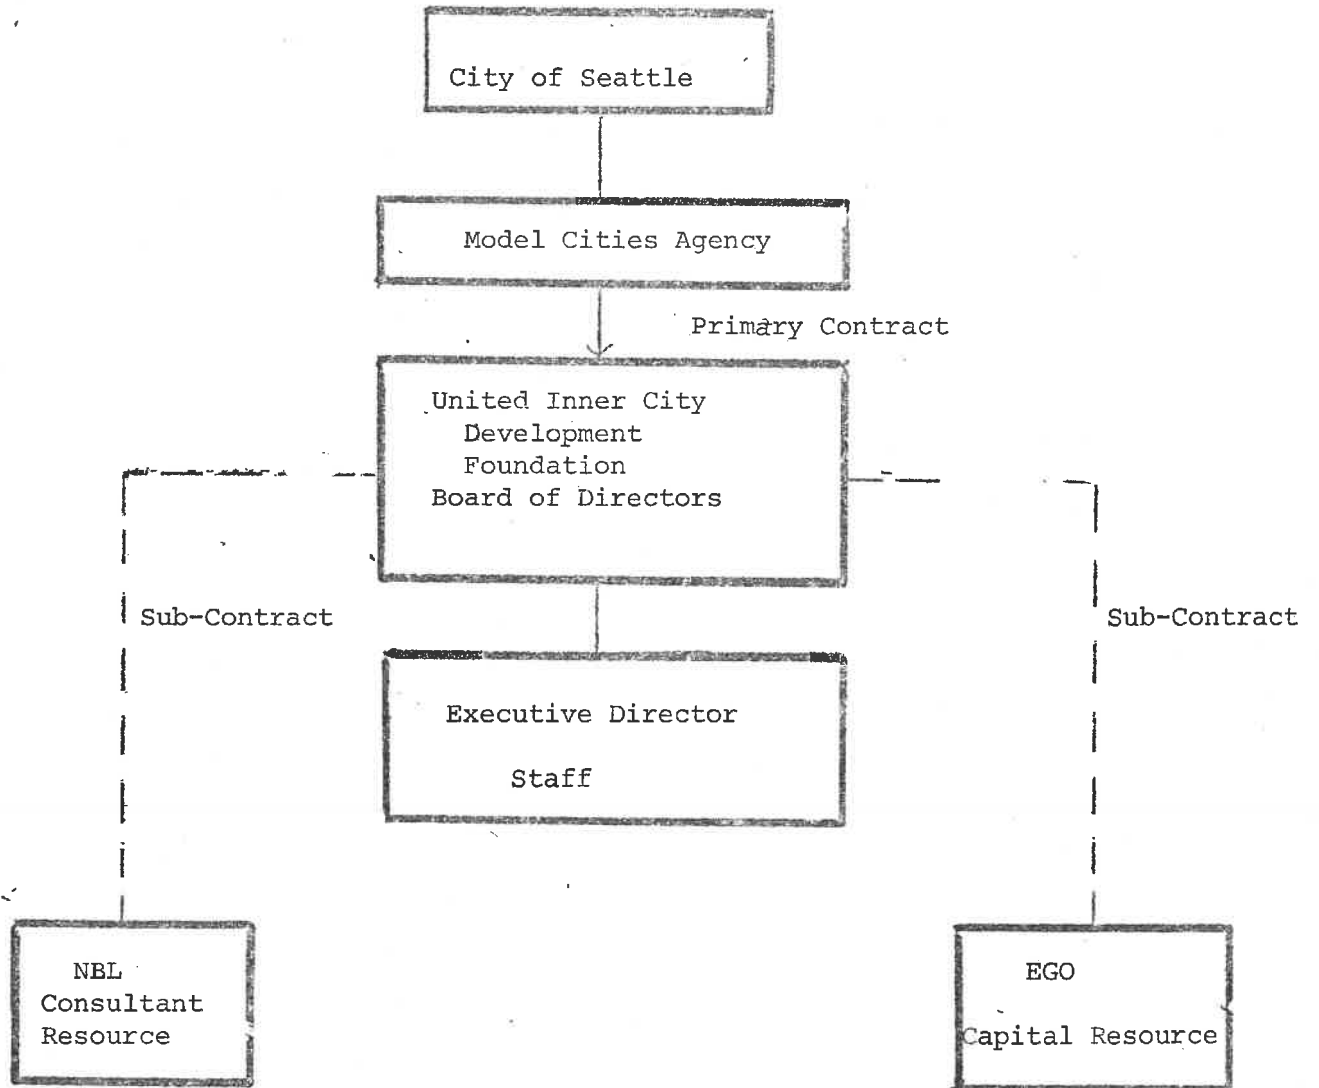 City of Seattle
Model Cities Agency
Primary Contract
United Inner City
Development
Foundation
Board of Directors
Sub-Contract
Sub-Contract
Executive Director
Staff
NBL
Consultant
Resource
EGO
Capital Resource